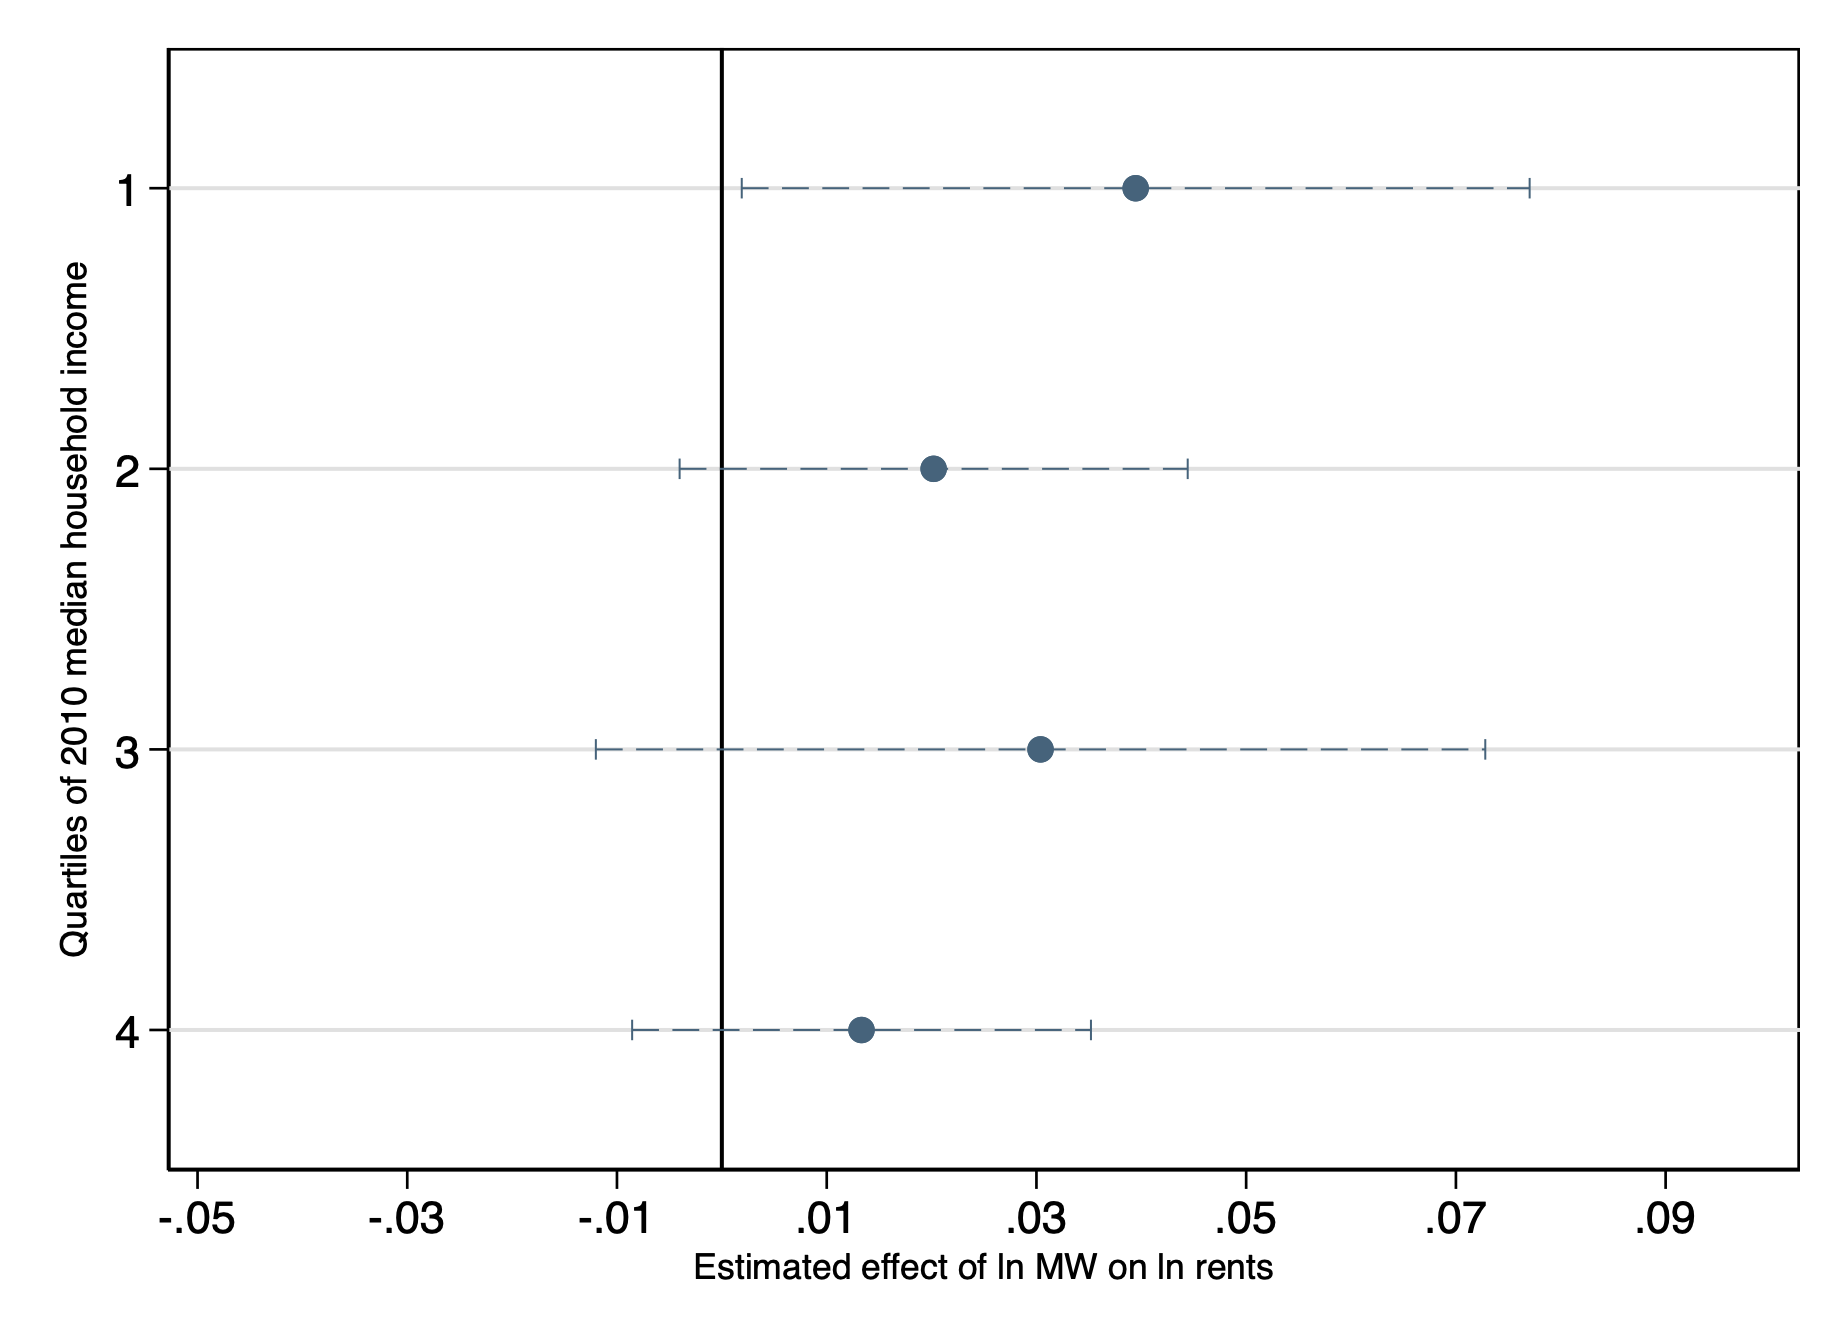 Quartiles of 2010 median household income
1
2
3
4
-.05 -.03 -.01 .01 .03 .05 .07 .09
Estimated effect of ln MW on ln rents